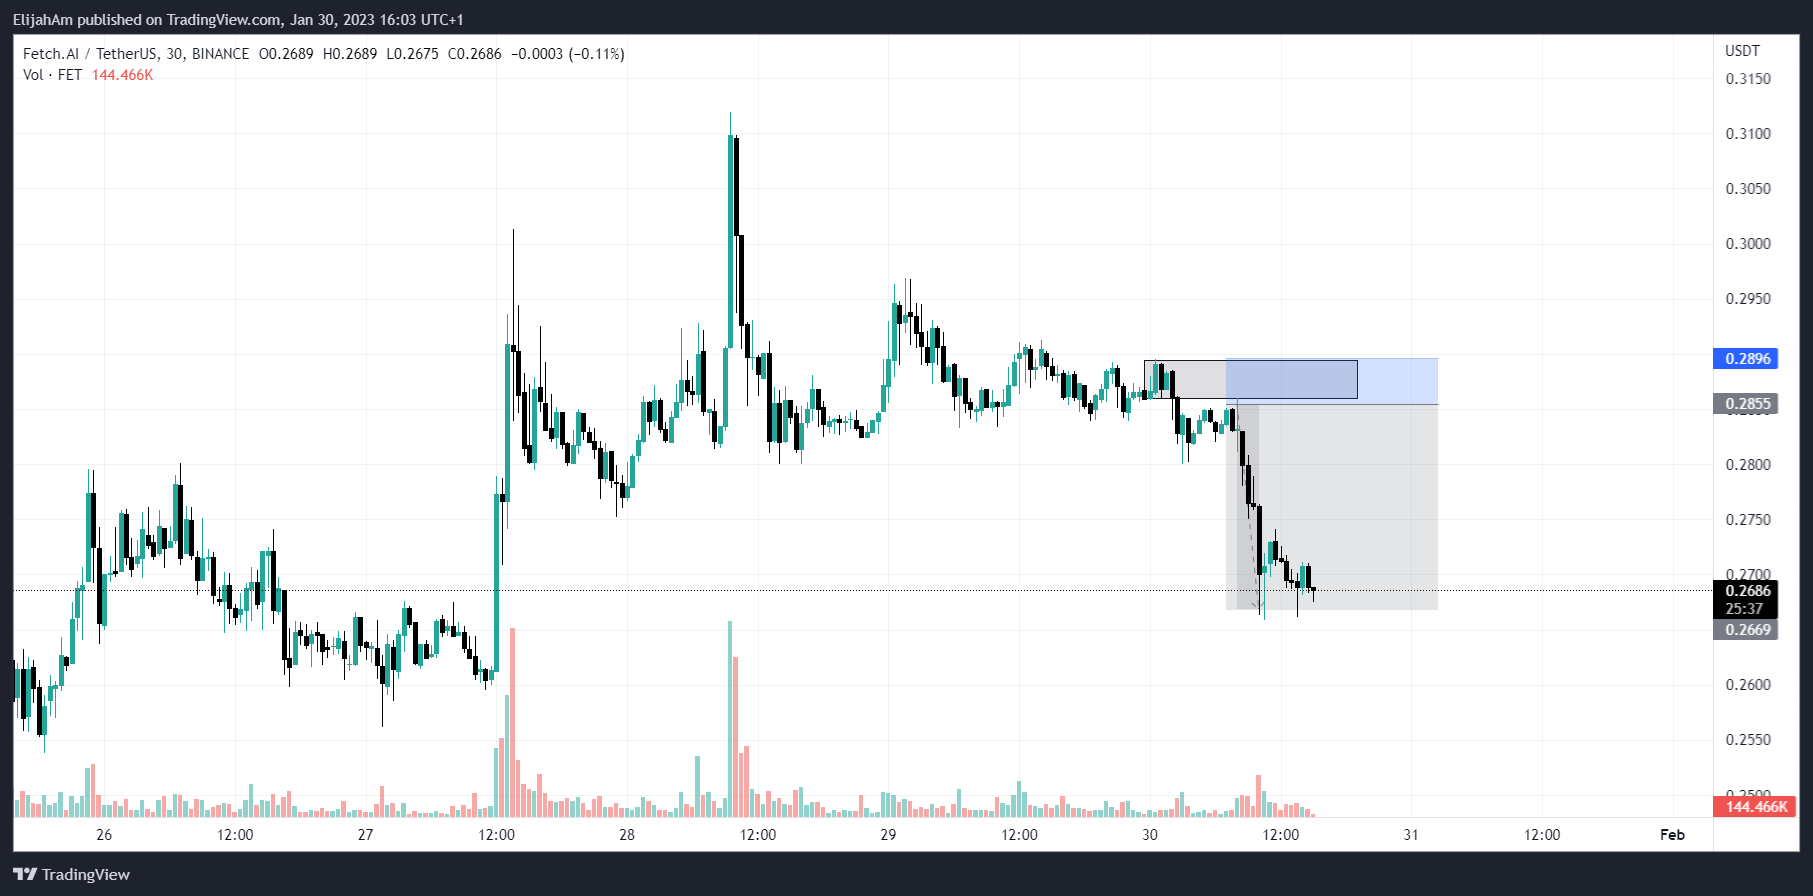 ElijahAm published on TradingView.com, Jan 30, 2023 16:03 UTC+1
Fetch.AI / TetherUS, 30, BINANCE O0.2689 H0.2689 L0.2675 C0.2686 −0.0003 (−0.11%)
Vol · FET 144.466K
USDT
0.3150
0.3100
0.3050
0.3000
0.2950
0.2896
0.2855
0.2800
0.2750
0.2700
0.2686
25:37
0.2669
0.2600
0.2550
0.2500
144.466K
26 12:00 27 12:00 28 12:00 29 12:00 30 12:00 31 12:00 Feb
TradingView